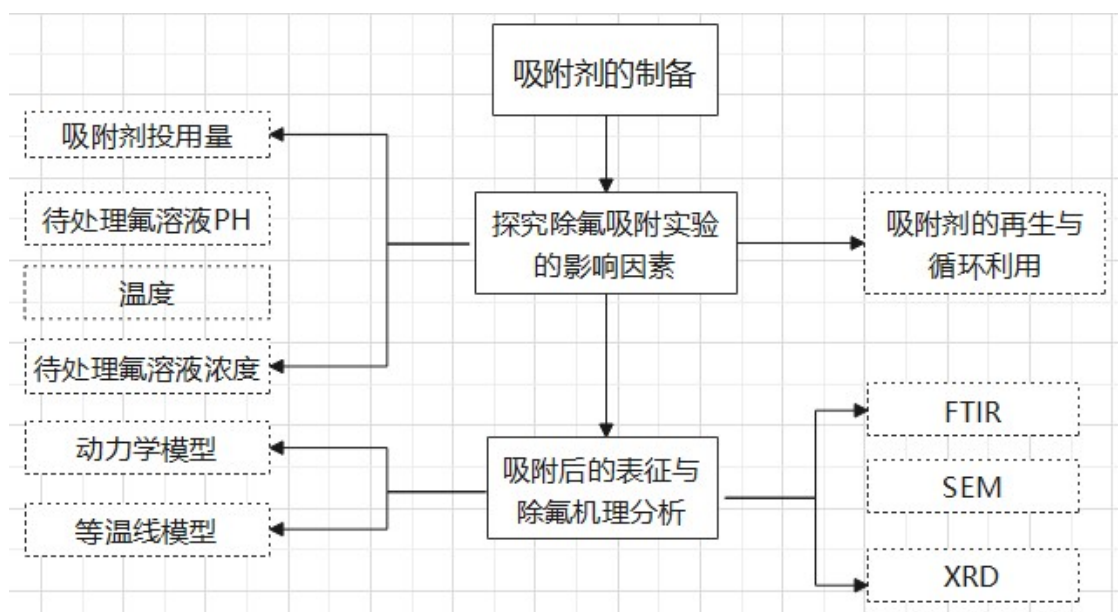 吸附剂的制备
吸附剂投用量
待处理氟溶液PH
温度
待处理氟溶液浓度
探究除氟吸附实验
的影响因素
吸附剂的再生与
循环利用
动力学模型
等温线模型
吸附后的表征与
除氟机理分析
FTIR
SEM
XRD